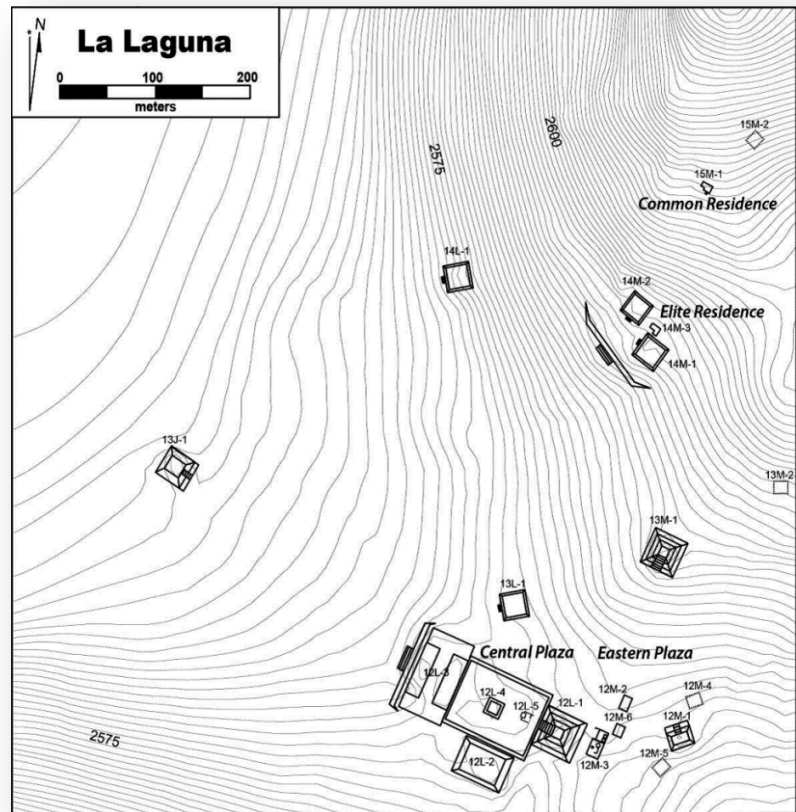 N
La Laguna
0 100 200
meters
2600
2575
15M-2
15M-1
Common Residence
14L-1
14M-2
Elite Residence
14M-3
14M-1
13J-1
13M-2
13M-1
13L-1
Central Plaza Eastern Plaza
12L-3
12L-4
12L-5
12L-1
12M-2
12M-4
12M-6
12M-1
12M-3
12L-2
12M-5
2575